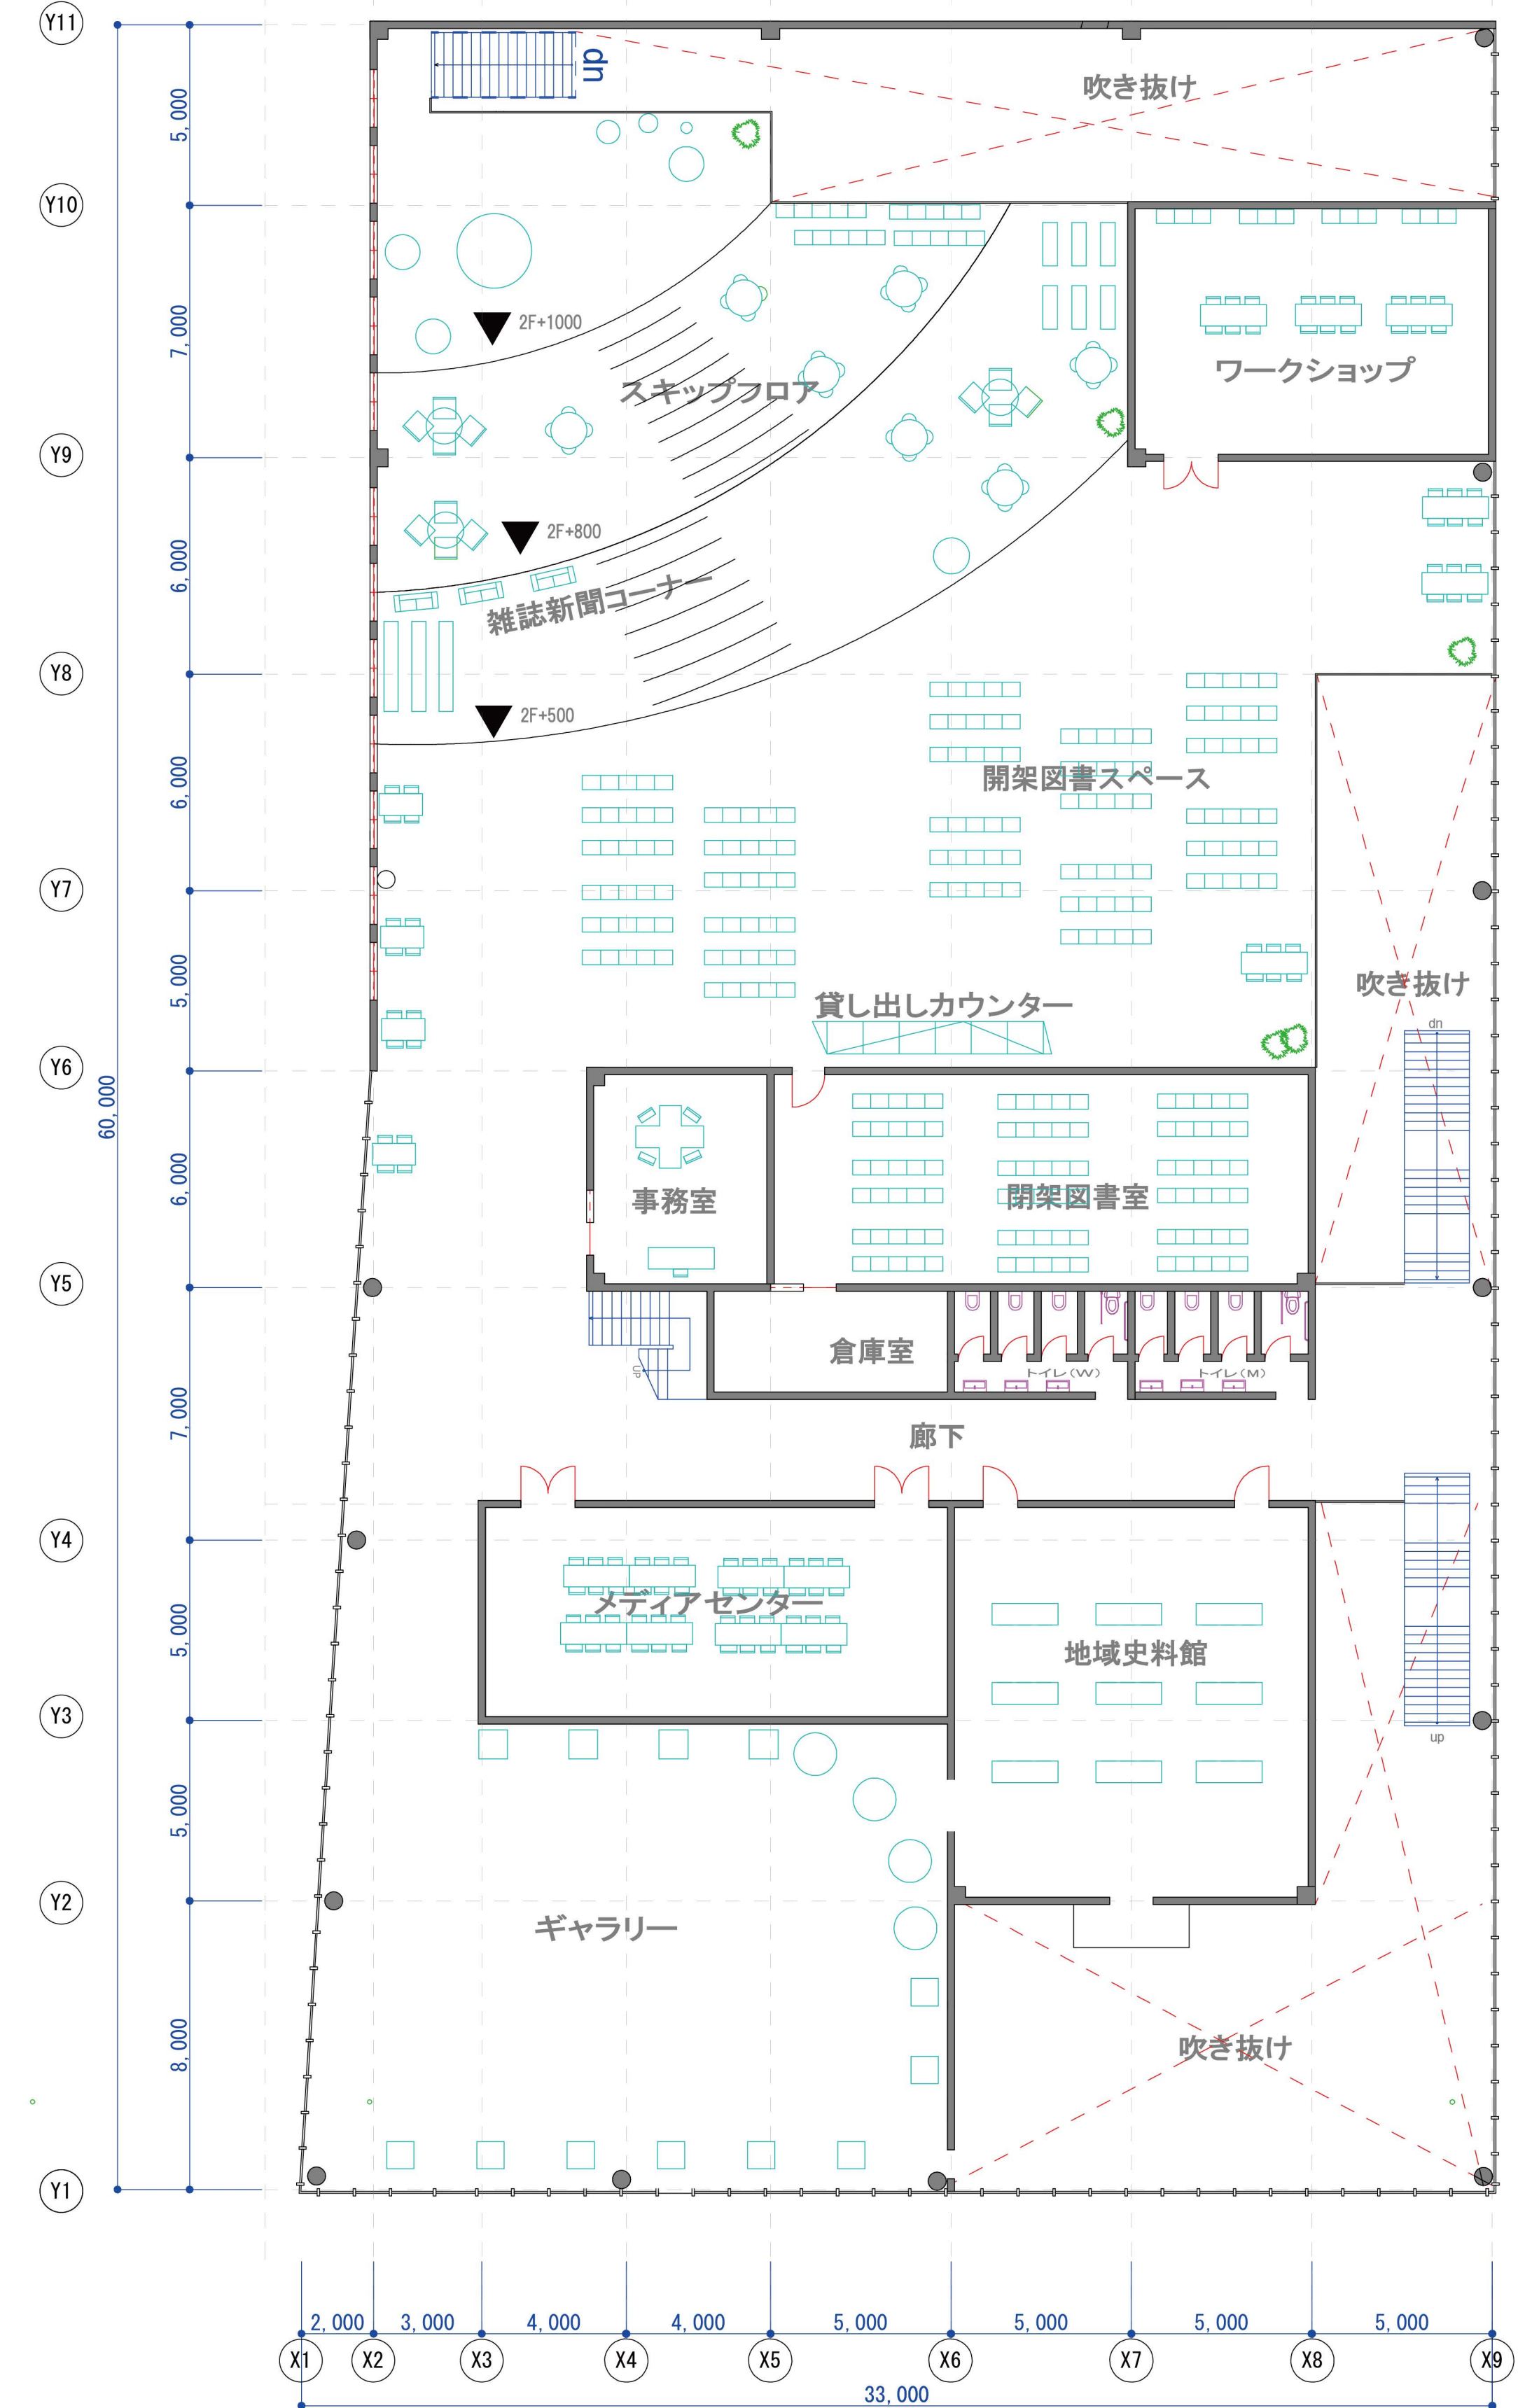 Y11
dn
吹き抜け
5,000
Y10
7,000
2F+1000
スキップフロア
ワークショップ
Y9
2F+800
6,000
雑誌新聞コーナー
Y8
2F+500
6,000
開架図書スペース
Y7
5,000
吹き抜け
貸し出しカウンター
dn
Y6
60,000
6,000
事務室
閉架図書室
Y5
倉庫室
UP
トイレ(W)
トイレ(M)
7,000
廊下
Y4
メディアセンター
5,000
地域史料館
Y3
up
5,000
Y2
ギャラリー
8,000
吹き抜け
Y1
2,000 3,000 4,000 4,000 5,000 5,000 5,000 5,000
X1 X2 X3 X4 X5 X6 X7 X8 X9
33,000